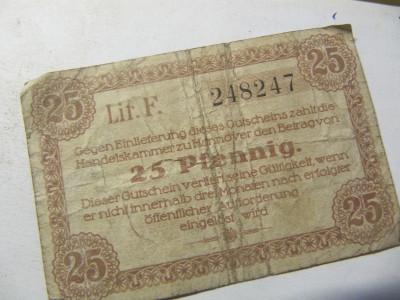 25
25
Lit. F.
248247
Gegen Einlieferung dieses Gutscheins zahlt die
Handelskammer zu Hannover den Betrag von
25 Pfennig.
Dieser Gutschein verliert seine Gültigkeit, wenn
er nicht innerhalb drei Monaten nach erfolgter
öffentlicher Aufforderung
eingelöst wird
25
25